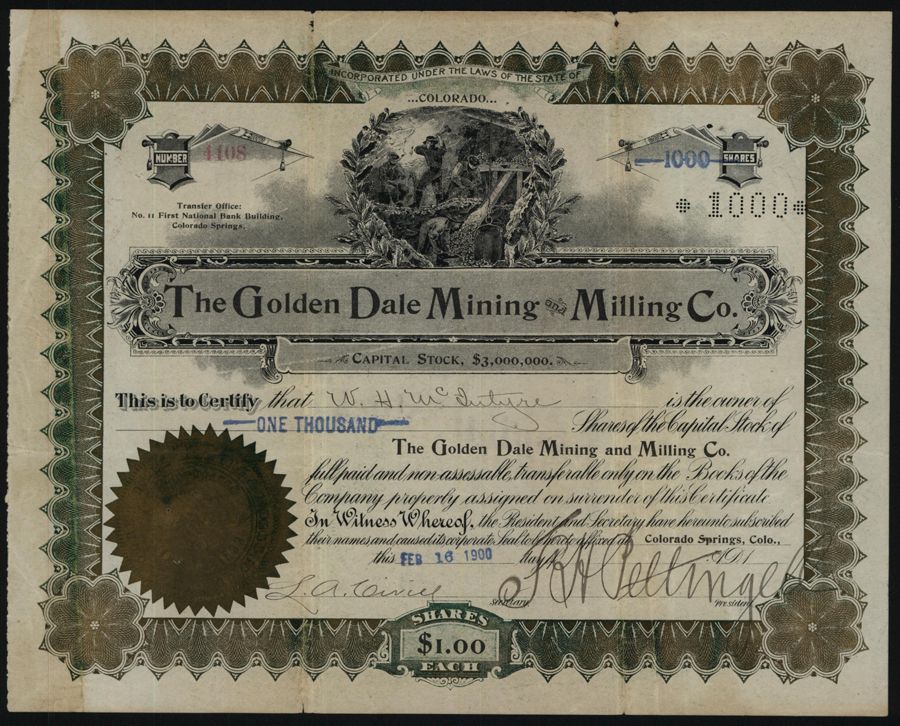 INCORPORATED UNDER THE LAWS OF THE STATE OF
...COLORADO...
NUMBER 4408
—1000— SHARES
* 1000 *
Transfer Office:
No. 11 First National Bank Building,
Colorado Springs.
The Golden Dale Mining and Milling Co.
CAPITAL STOCK, $3,000,000.
This is to Certify that W. H. McIntyre is the owner of
—ONE THOUSAND— Shares of the Capital Stock of
The Golden Dale Mining and Milling Co.
full paid and non-assessable, transferable only on the Books of the
Company properly assigned on surrender of this Certificate
In Witness Whereof, the President and Secretary have hereunto subscribed
their names and caused its corporate Seal to be hereto affixed at Colorado Springs, Colo.,
this FEB 16 1900 day of A.D. 1
L. A. Civill
Secretary. President.
SHARES
$1.00
EACH